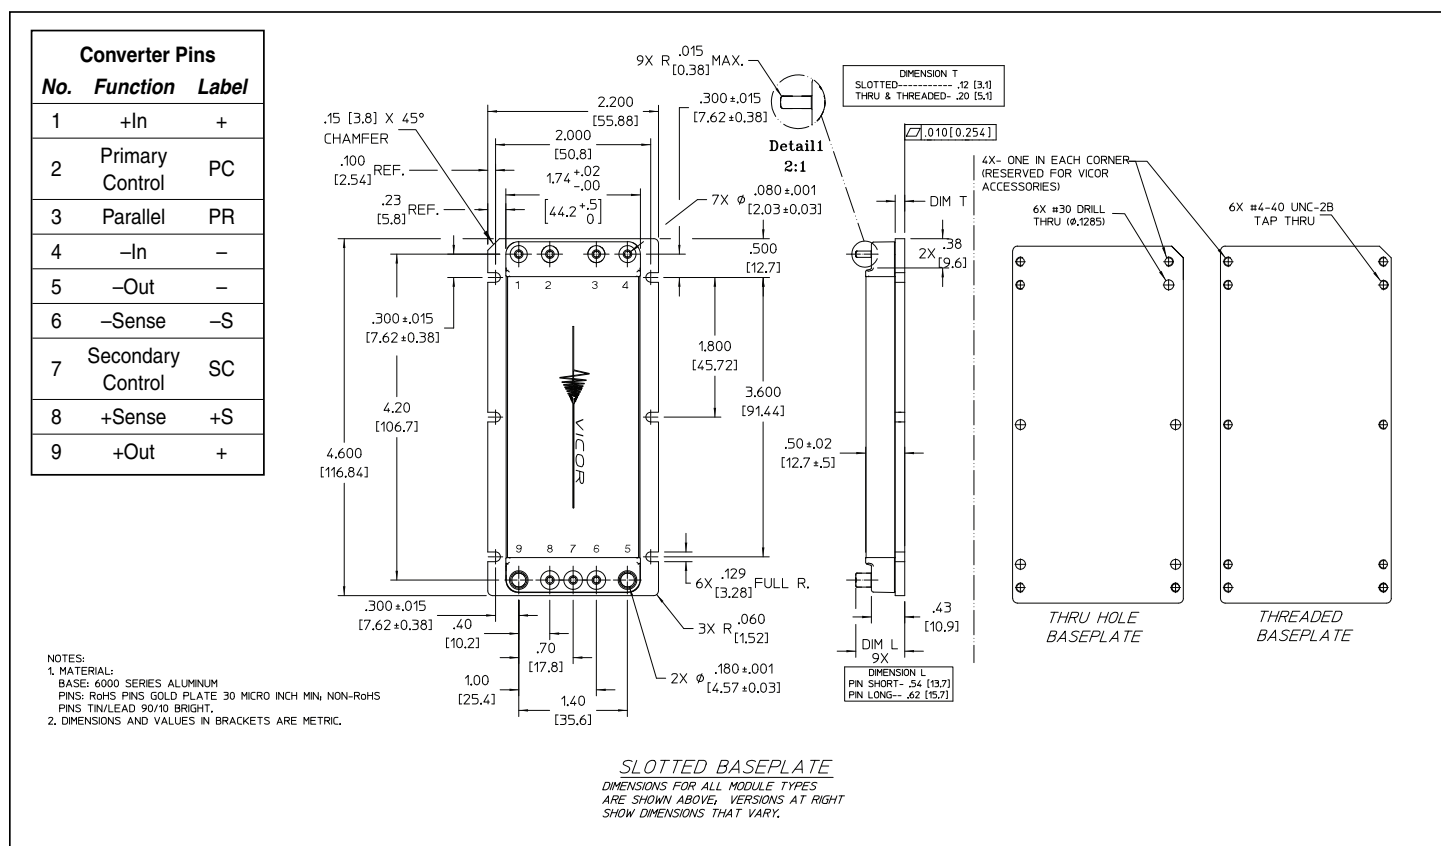 Converter Pins
No. Function Label
1 +In +
2 Primary Control PC
3 Parallel PR
4 –In –
5 –Out –
6 –Sense –S
7 Secondary Control SC
8 +Sense +S
9 +Out +
.15 [3.8] X 45°
CHAMFER
.100
[2.54] REF.
.23
[5.8] REF.
2.200
[55.88]
2.000
[50.8]
1.74 +.02 -.00
[44.2 +.5 0]
.300 ±.015
[7.62 ±0.38]
9X R .015 [0.38] MAX.
Detail1
2:1
7X ø .080 ±.001
[2.03 ±0.03]
.500
[12.7]
1 2 3 4
.300 ±.015
[7.62 ±0.38]
1.800
[45.72]
3.600
[91.44]
4.20
[106.7]
4.600
[116.84]
VICOR
9 8 7 6 5
6X .129 [3.28] FULL R.
3X R .060
[1.52]
2X ø .180 ±.001
[4.57 ±0.03]
.300 ±.015
[7.62 ±0.38]
.40
[10.2]
.70
[17.8]
1.00
[25.4]
1.40
[35.6]
DIMENSION T
SLOTTED----------- .12 [3.1]
THRU & THREADED- .20 [5.1]
.010 [0.254]
DIM T
2X .38
[9.6]
.50 ±.02
[12.7 ±.5]
.43
[10.9]
DIM L
9X
DIMENSION L
PIN SHORT- .54 [13.7]
PIN LONG-- .62 [15.7]
4X- ONE IN EACH CORNER
(RESERVED FOR VICOR
ACCESSORIES)
6X #30 DRILL
THRU (ø.1285)
6X #4-40 UNC-2B
TAP THRU
THRU HOLE
BASEPLATE
THREADED
BASEPLATE
NOTES:
1. MATERIAL:
BASE: 6000 SERIES ALUMINUM
PINS: RoHS PINS GOLD PLATE 30 MICRO INCH MIN; NON-RoHS
PINS TIN/LEAD 90/10 BRIGHT.
2. DIMENSIONS AND VALUES IN BRACKETS ARE METRIC.
SLOTTED BASEPLATE
DIMENSIONS FOR ALL MODULE TYPES
ARE SHOWN ABOVE, VERSIONS AT RIGHT
SHOW DIMENSIONS THAT VARY.